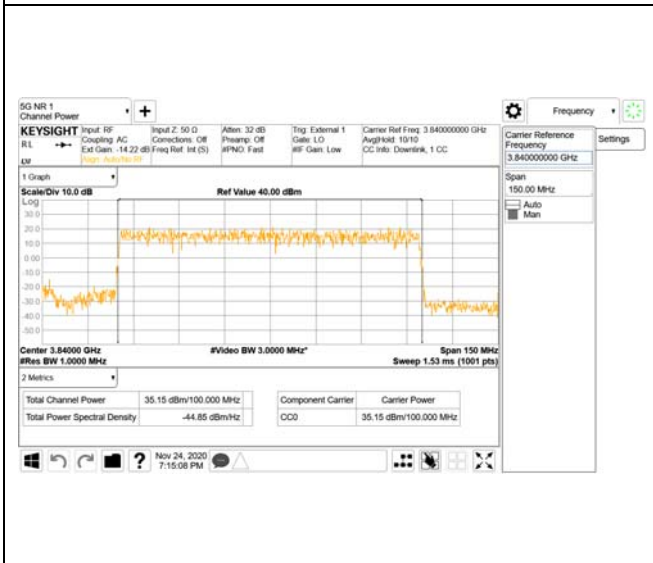 5G NR 1
Channel Power
Frequency
KEYSIGHT
RL
Input: RF
Coupling: AC
Ext Gain: -14.22 dB
Align: Auto/No RF
Input Z: 50 Ω
Corrections: Off
Freq Ref: Int (S)
Atten: 32 dB
Preamp: Off
#PNO: Fast
Trig: External 1
Gate: LO
#IF Gain: Low
Carrier Ref Freq: 3.840000000 GHz
Avg|Hold: 10/10
CC Info: Downlink, 1 CC
Carrier Reference
Frequency
3.840000000 GHz
Settings
Span
150.00 MHz
Auto
Man
1 Graph
Scale/Div 10.0 dB
Ref Value 40.00 dBm
Log
30.0
20.0
10.0
0.00
-10.0
-20.0
-30.0
-40.0
-50.0
Center 3.84000 GHz
#Video BW 3.0000 MHz*
Span 150 MHz
#Res BW 1.0000 MHz
Sweep 1.53 ms (1001 pts)
2 Metrics
Total Channel Power 35.15 dBm/100.000 MHz
Total Power Spectral Density -44.85 dBm/Hz
Component Carrier Carrier Power
CC0 35.15 dBm/100.000 MHz
Nov 24, 2020
7:15:08 PM